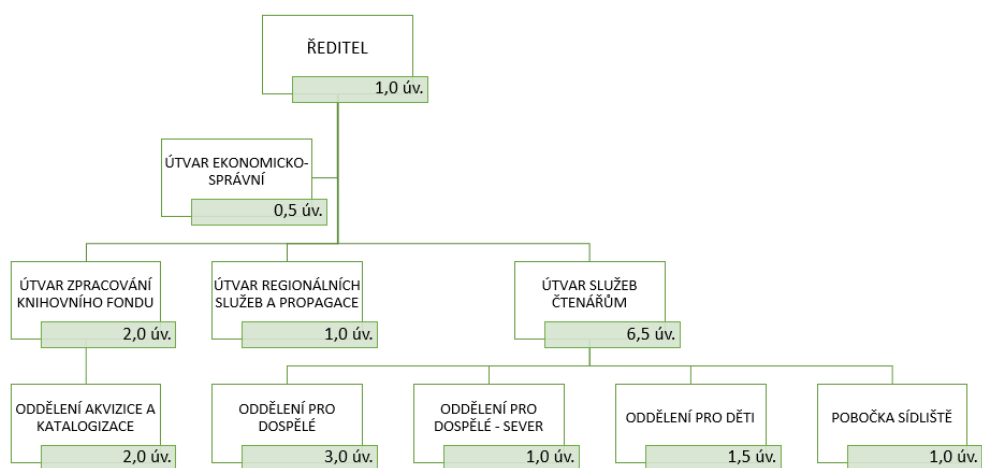 ŘEDITEL
1,0 úv.
ÚTVAR EKONOMICKO-
SPRÁVNÍ
0,5 úv.
ÚTVAR ZPRACOVÁNÍ
KNIHOVNÍHO FONDU
2,0 úv.
ÚTVAR REGIONÁLNÍCH
SLUŽEB A PROPAGACE
1,0 úv.
ÚTVAR SLUŽEB
ČTENÁŘŮM
6,5 úv.
ODDĚLENÍ AKVIZICE A
KATALOGIZACE
2,0 úv.
ODDĚLENÍ PRO
DOSPĚLÉ
3,0 úv.
ODDĚLENÍ PRO
DOSPĚLÉ - SEVER
1,0 úv.
ODDĚLENÍ PRO DĚTI
1,5 úv.
POBOČKA SÍDLIŠTĚ
1,0 úv.